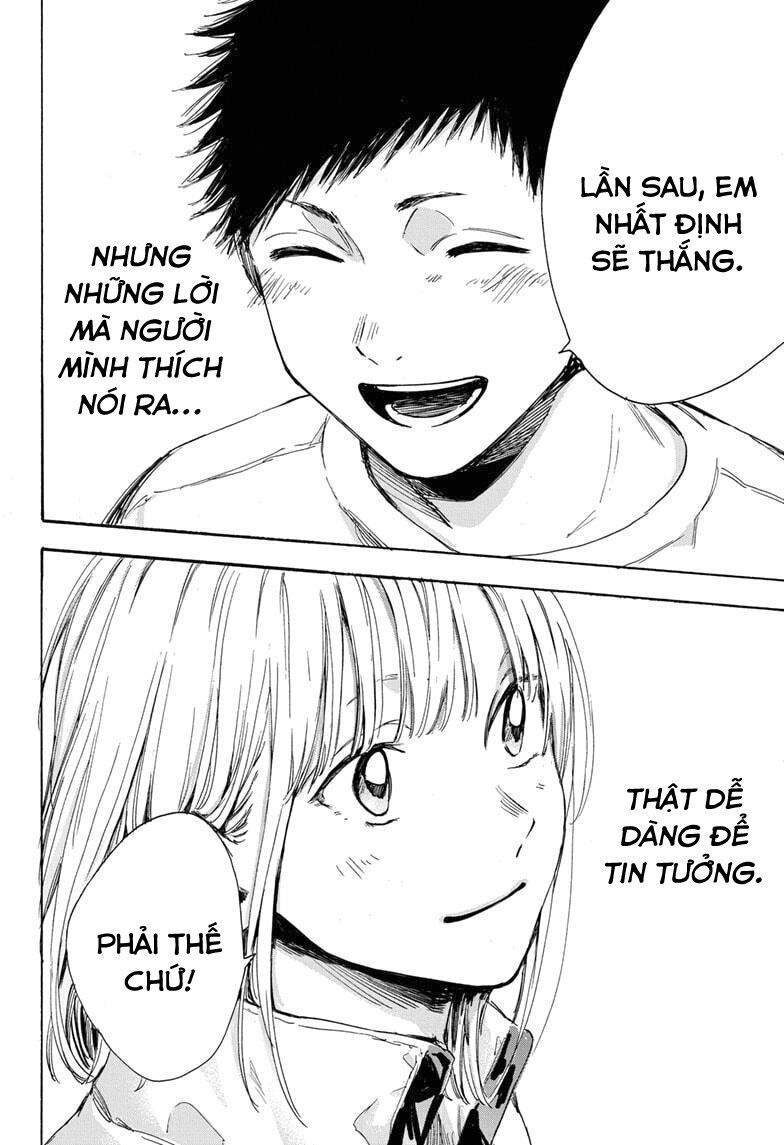 LẦN SAU, EM
NHẤT ĐỊNH
SẼ THẮNG.
NHƯNG
NHỮNG LỜI
MÀ NGƯỜI
MÌNH THÍCH
NÓI RA...
THẬT DỄ
DÀNG ĐỂ
TIN TƯỞNG.
PHẢI THẾ
CHỨ!